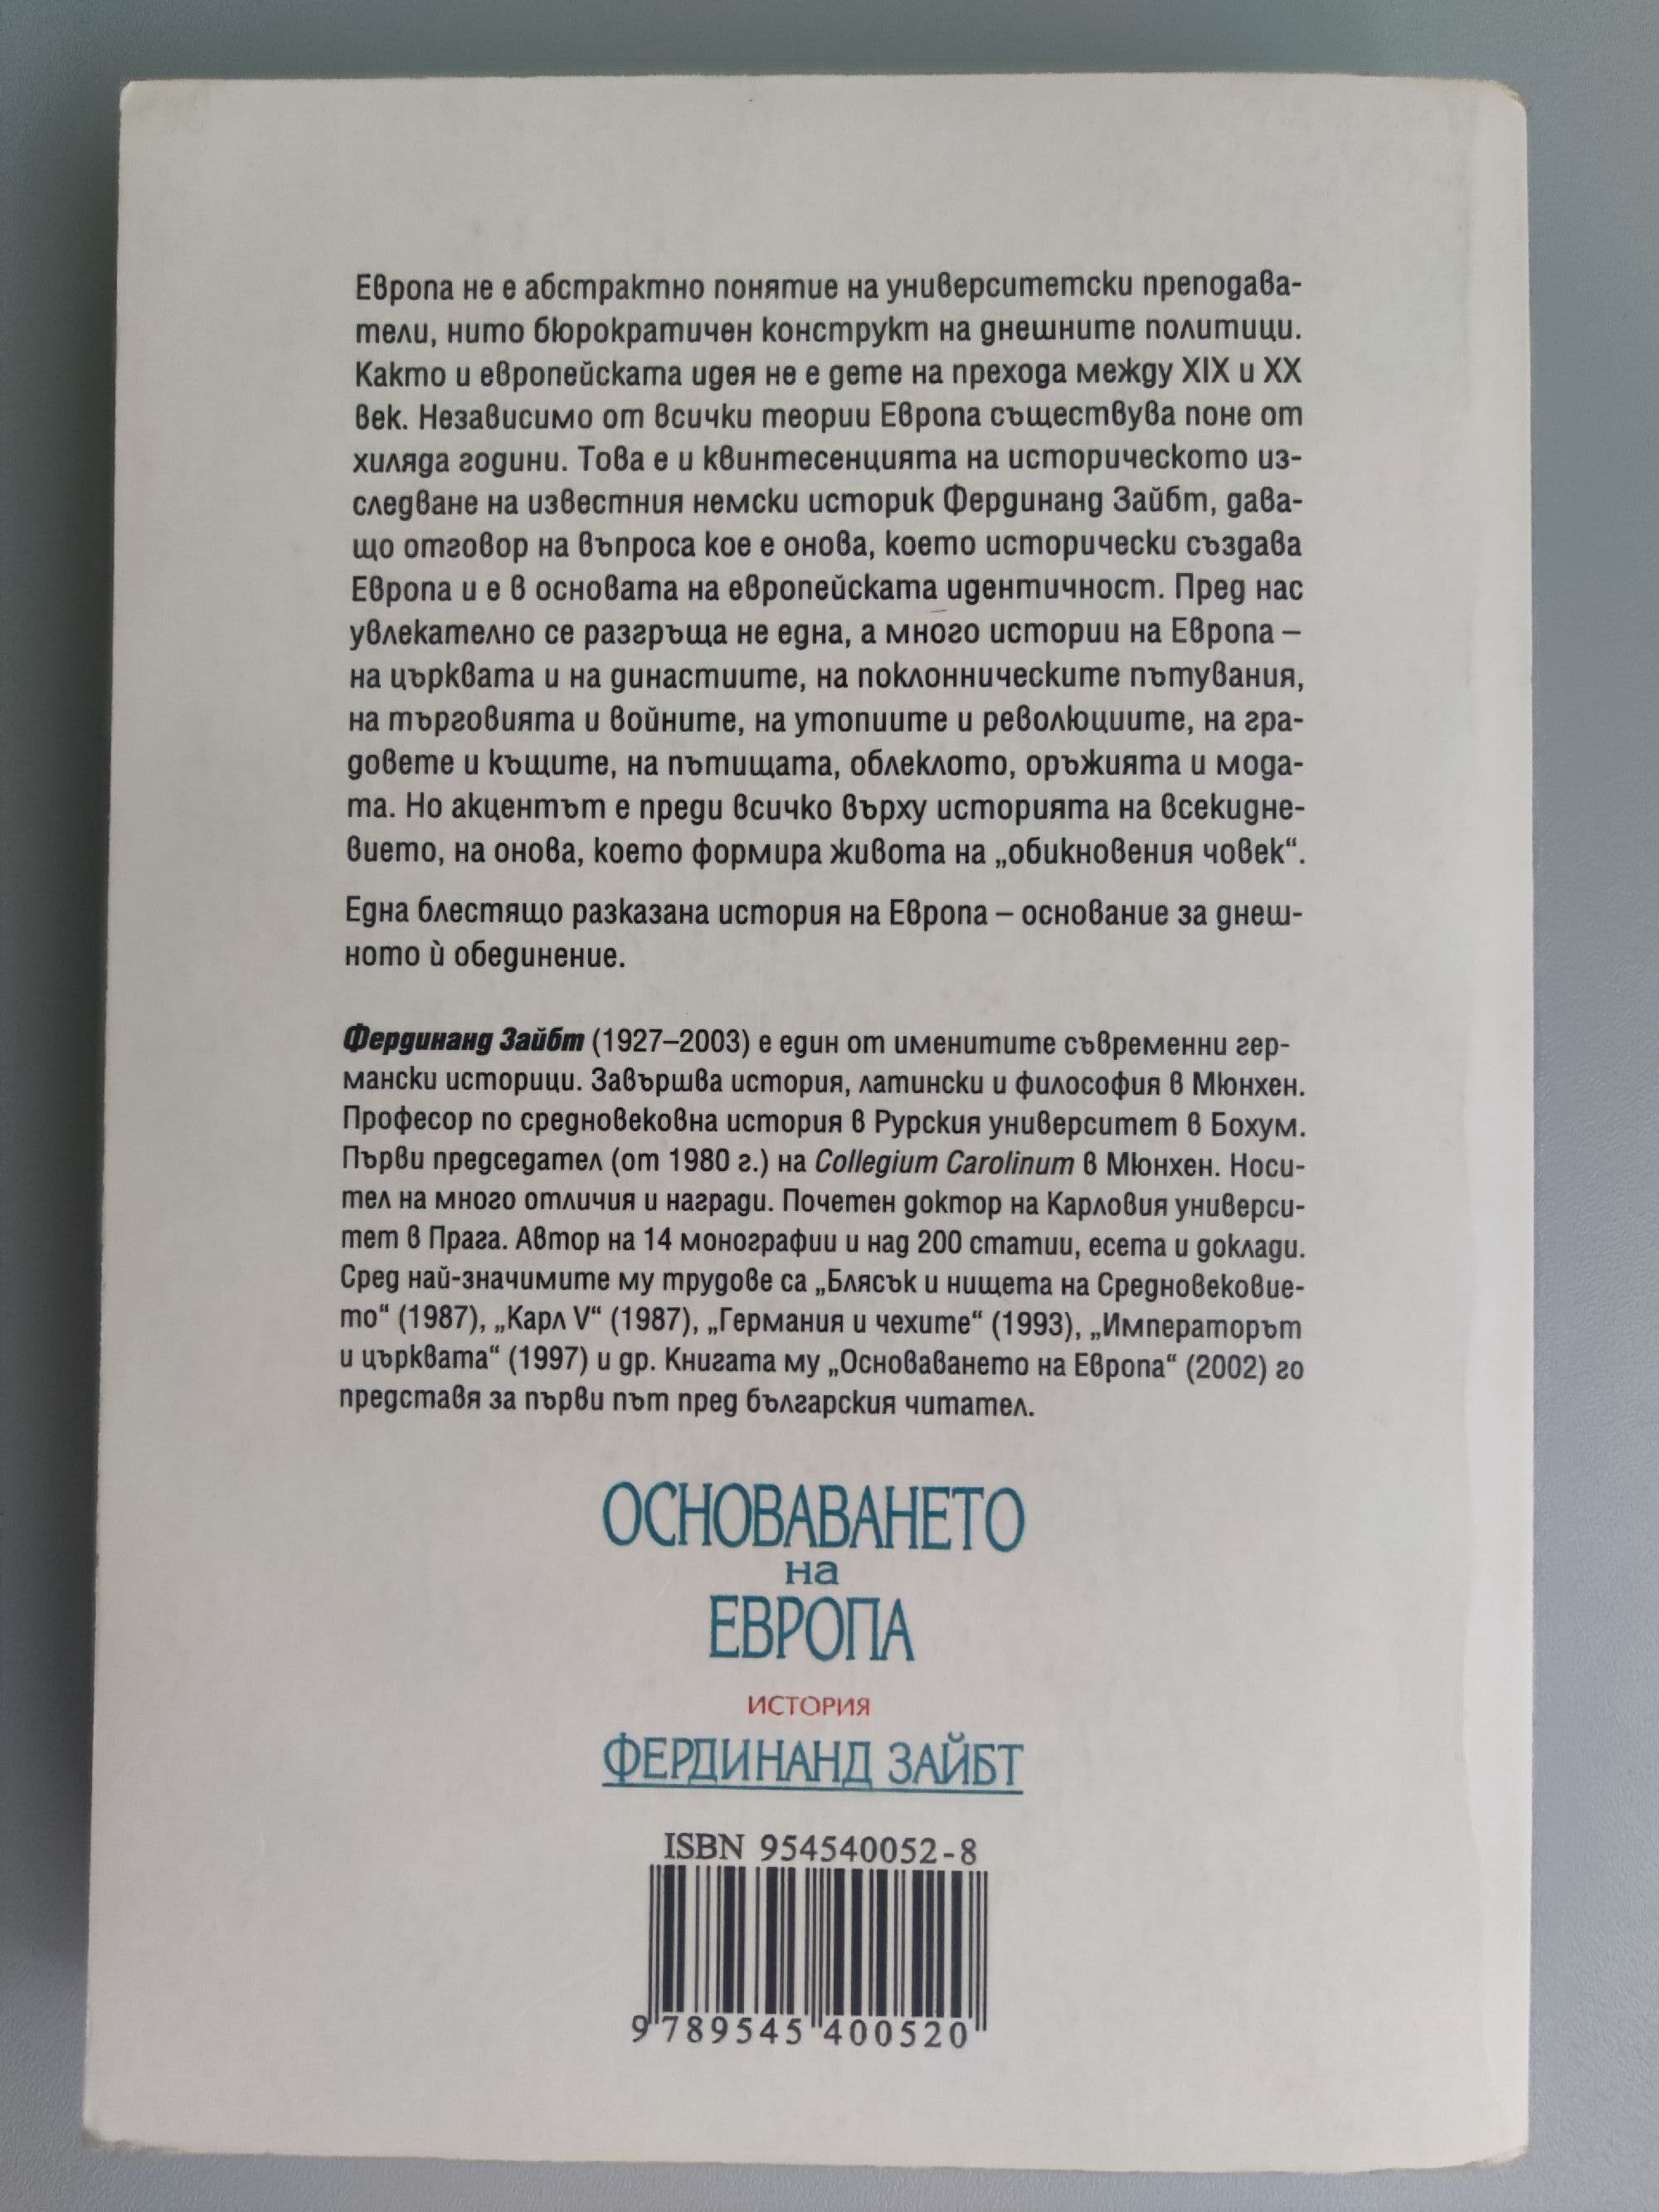 Европа не е абстрактно понятие на университетски преподава-
тели, нито бюрократичен конструкт на днешните политици.
Както и европейската идея не е дете на прехода между XIX и XX
век. Независимо от всички теории Европа съществува поне от
хиляда години. Това е и квинтесенцията на историческото из-
следване на известния немски историк Фердинанд Зайбт, дава-
що отговор на въпроса кое е онова, което исторически създава
Европа и е в основата на европейската идентичност. Пред нас
увлекателно се разгръща не една, а много истории на Европа –
на църквата и на династиите, на поклонническите пътувания,
на търговията и войните, на утопиите и революциите, на гра-
довете и къщите, на пътищата, облеклото, оръжията и мода-
та. Но акцентът е преди всичко върху историята на всекидне-
вието, на онова, което формира живота на „обикновения човек“.
Една блестящо разказана история на Европа – основание за днеш-
ното ѝ обединение.
Фердинанд Зайбт (1927–2003) е един от именитите съвременни гер-
мански историци. Завършва история, латински и философия в Мюнхен.
Професор по средновековна история в Рурския университет в Бохум.
Първи председател (от 1980 г.) на Collegium Carolinum в Мюнхен. Носи-
тел на много отличия и награди. Почетен доктор на Карловия универси-
тет в Прага. Автор на 14 монографии и над 200 статии, есета и доклади.
Сред най-значимите му трудове са „Блясък и нищета на Средновековие-
то“ (1987), „Карл V“ (1987), „Германия и чехите“ (1993), „Императорът
и църквата“ (1997) и др. Книгата му „Основаването на Европа“ (2002) го
представя за първи път пред българския читател.
ОСНОВАВАНЕТО
на
ЕВРОПА
ИСТОРИЯ
ФЕРДИНАНД ЗАЙБТ
ISBN 954540052-8
9 789545 400520